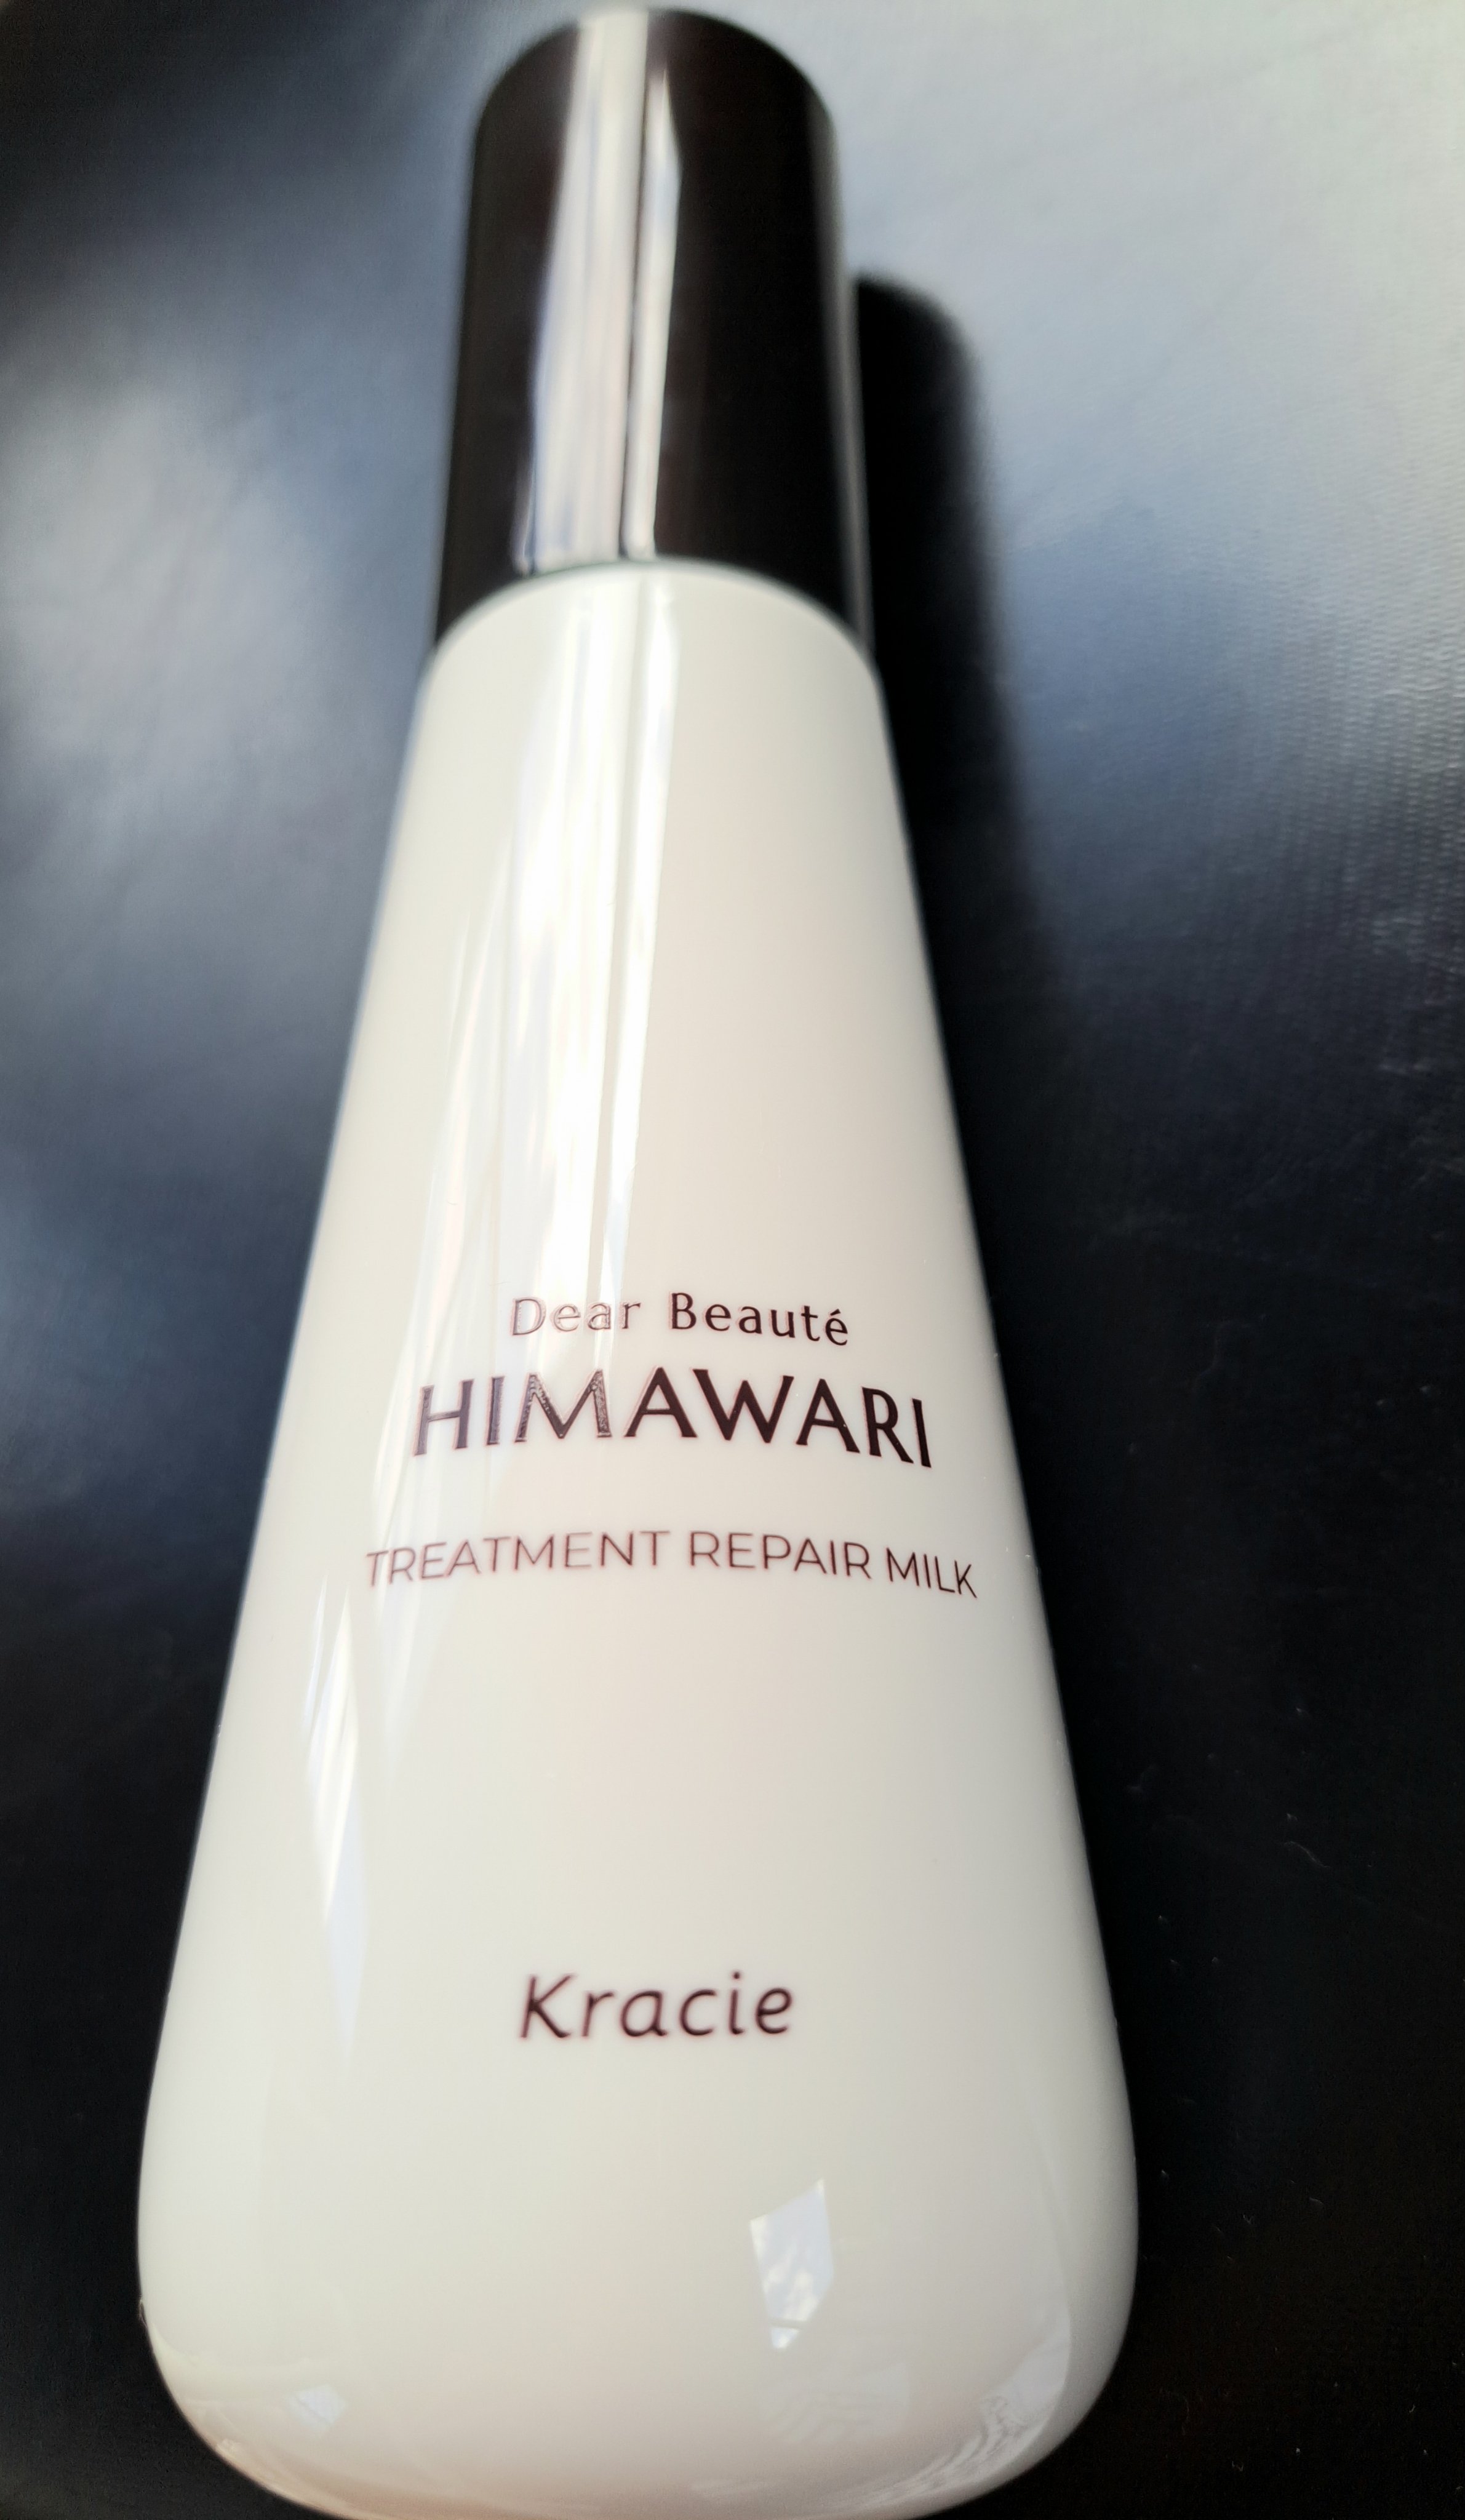 Dear Beauté
HIMAWARI
TREATMENT REPAIR MILK
Kracie